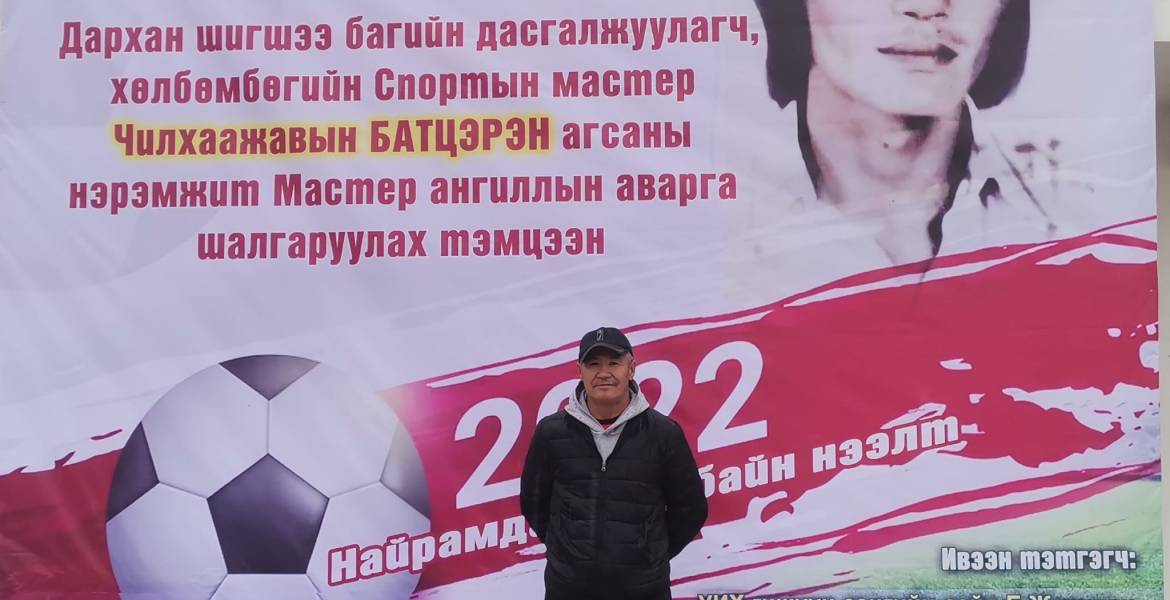 Дархан шигшээ багийн дасгалжуулагч,
хөлбөмбөгийн Спортын мастер
Чилхаажавын БАТЦЭРЭН агсаны
нэрэмжит Мастер ангиллын аварга
шалгаруулах тэмцээн
2022
байн нээлт
Ивээн тэтгэгч: